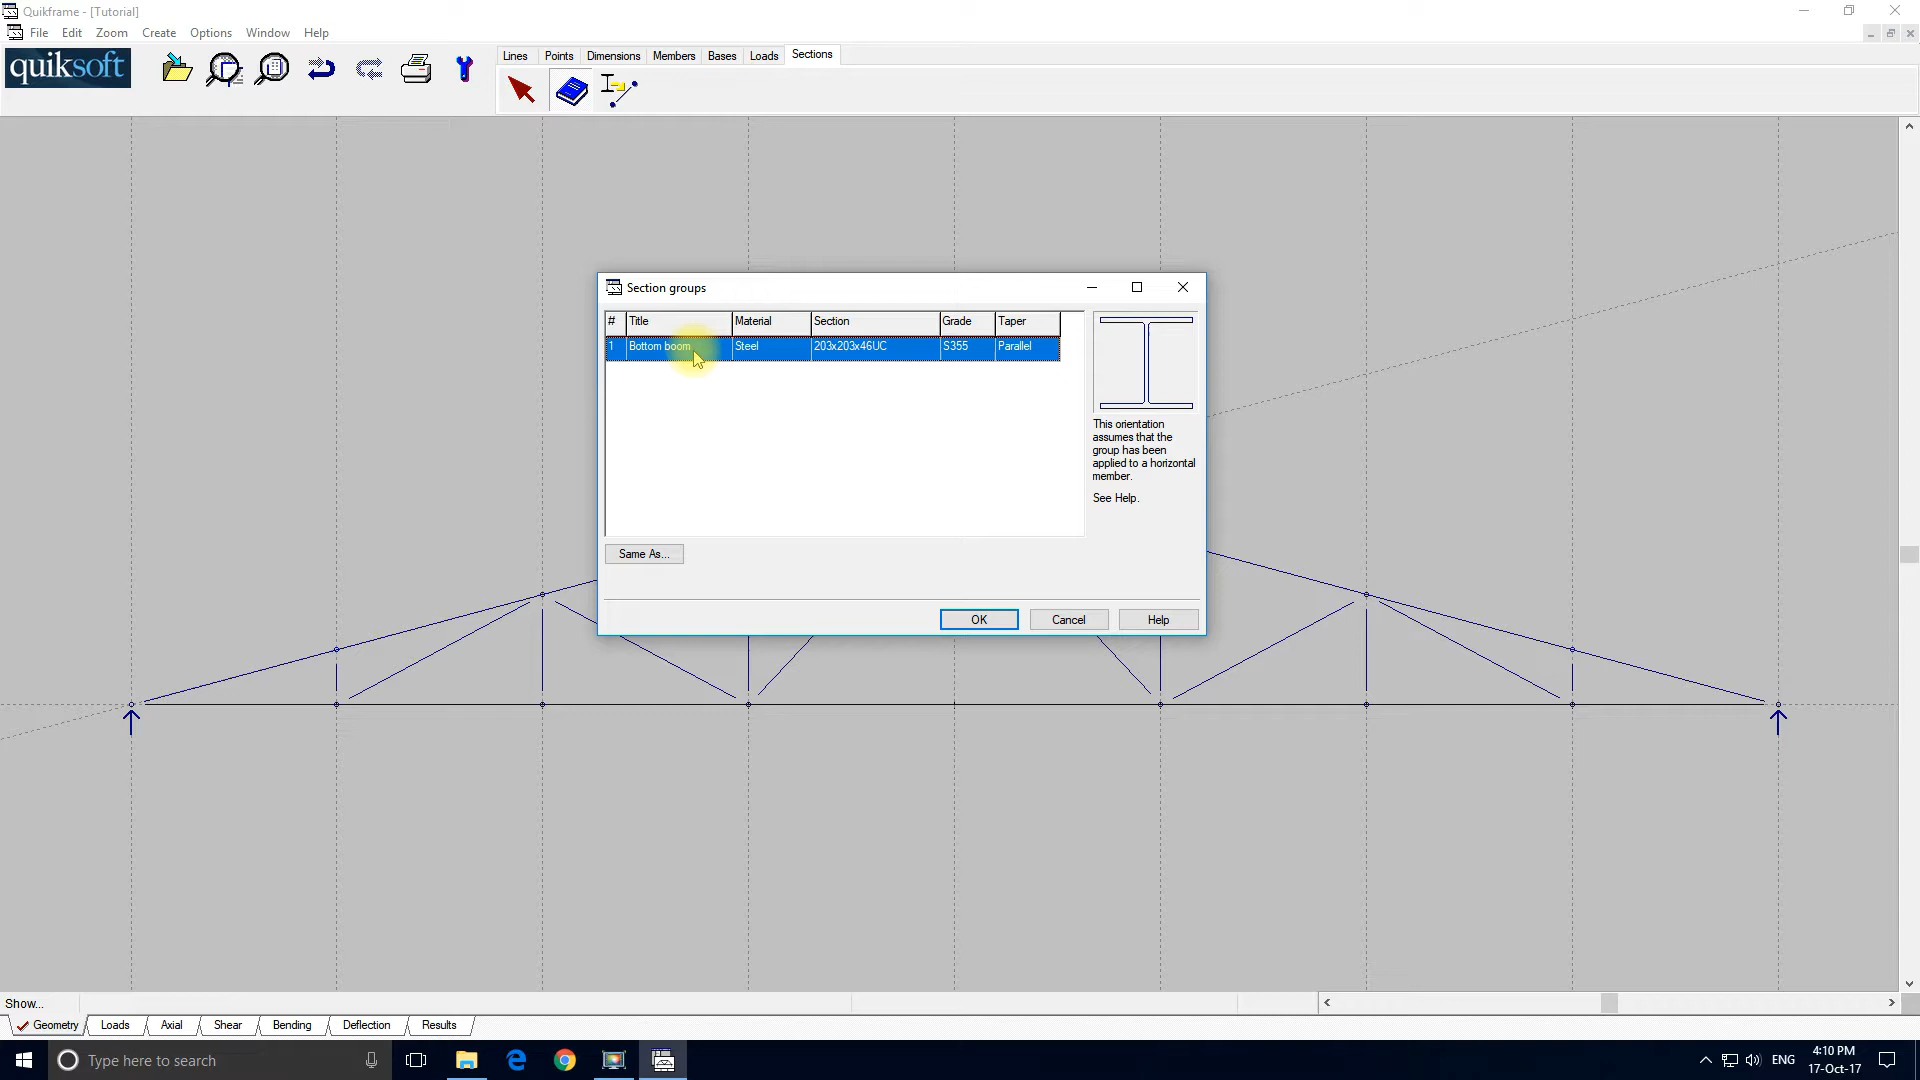 Quikframe - [Tutorial]
File Edit Zoom Create Options Window Help
quiksoft
Lines Points Dimensions Members Bases Loads Sections
Section groups
# Title Material Section Grade Taper
1 Bottom boom Steel 203x203x46UC S355 Parallel
This orientation
assumes that the
group has been
applied to a horizontal
member.
See Help.
Same As...
OK Cancel Help
Show...
Geometry Loads Axial Shear Bending Deflection Results
Type here to search
ENG
4:10 PM
17-Oct-17